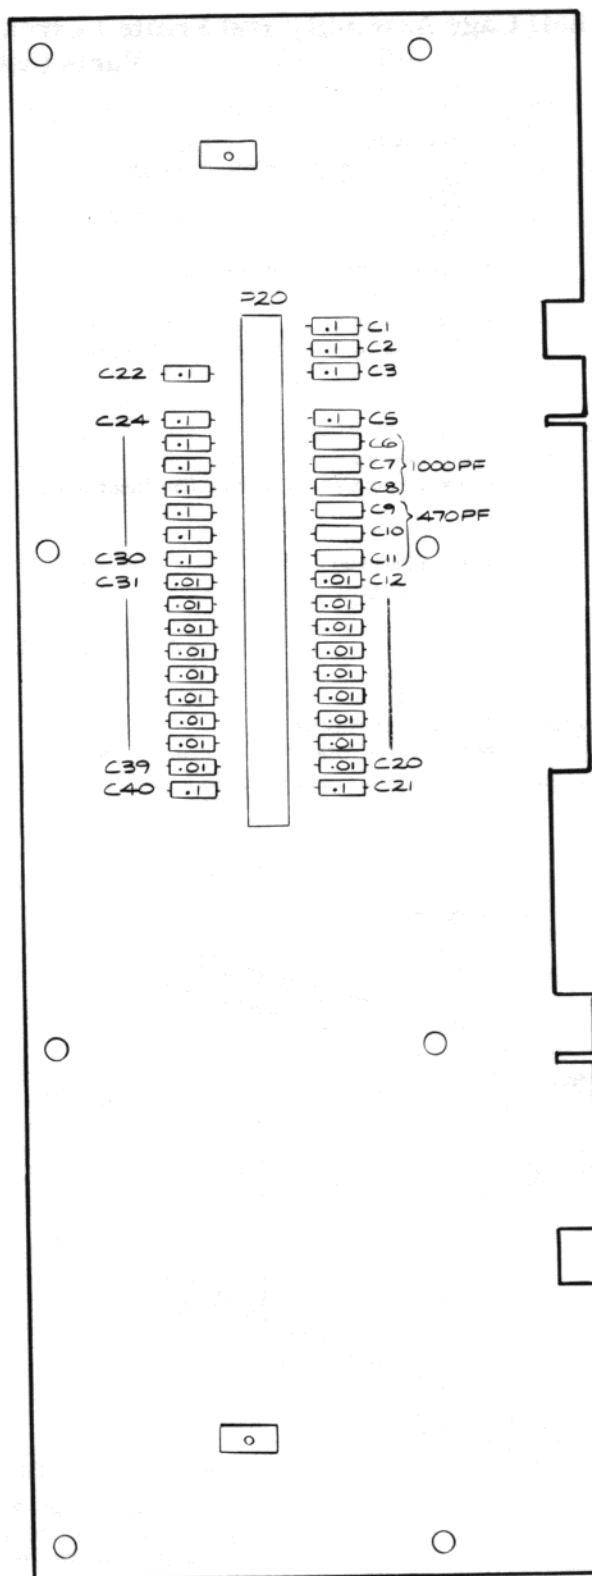 =20
.1 C1
.1 C2
C22 .1 .1 C3
C24 .1 .1 C5
.1 C6
.1 C7 1000PF
.1 C8
.1 C9 470PF
.1 C10
C30 .1 C11
C31 .01 .01 C12
.01 .01
.01 .01
.01 .01
.01 .01
.01 .01
.01 .01
.01 .01
C39 .01 .01 C20
C40 .1 .1 C21